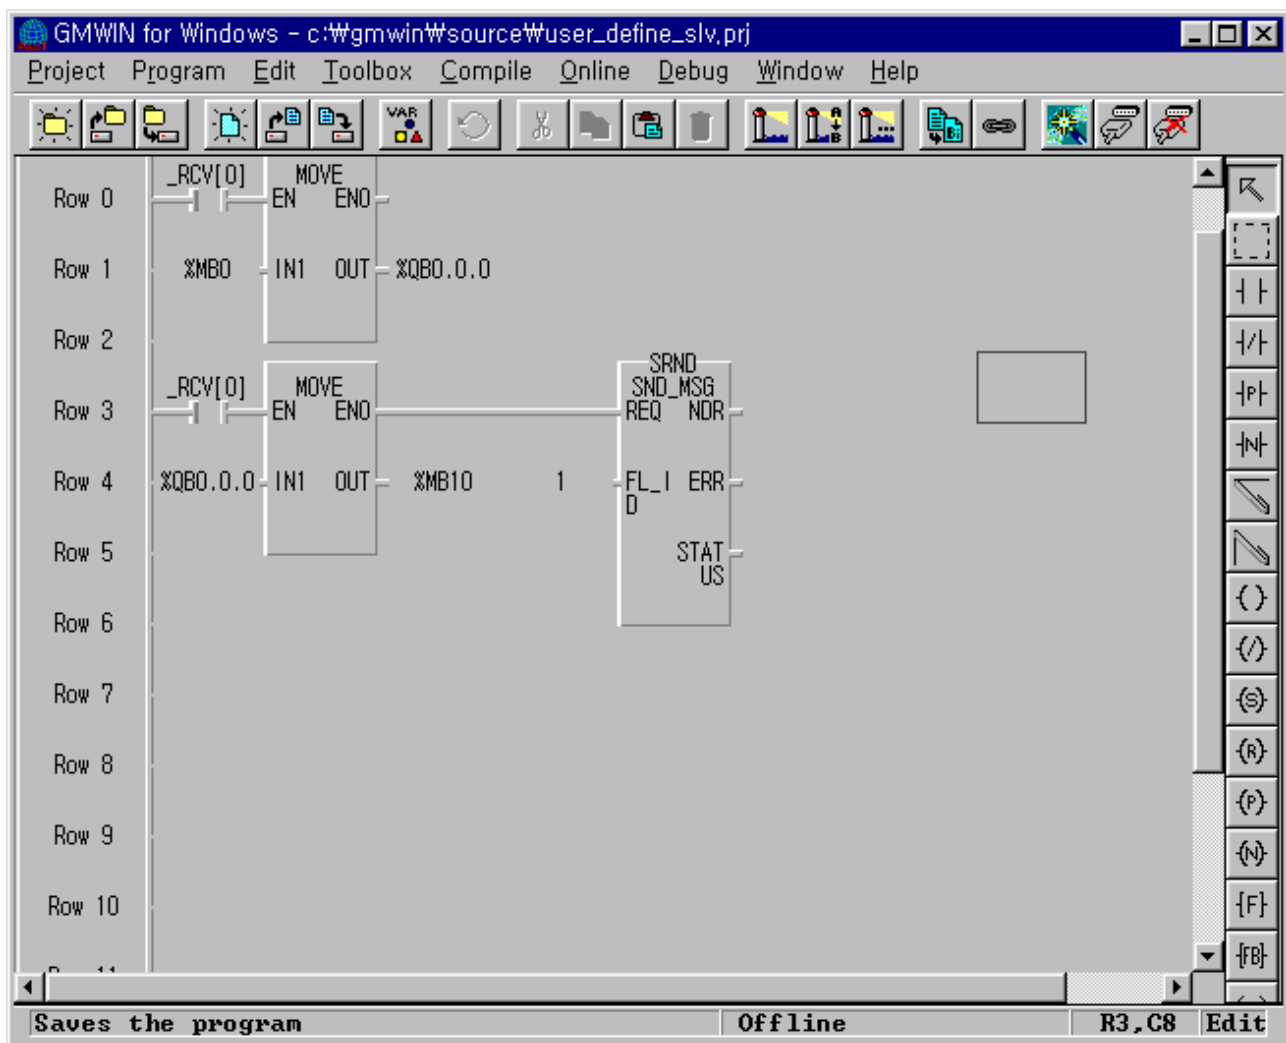 GMWIN for Windows - c:₩gmwin₩source₩user_define_slv,prj
Project Program Edit Toolbox Compile Online Debug Window Help
VAR
A
B
_RCV[0] MOVE
Row 0 EN ENO
Row 1 %MB0 IN1 OUT %QB0.0.0
Row 2
SRND
_RCV[0] MOVE SND_MSG
Row 3 EN ENO REQ NDR
Row 4 %QB0.0.0 IN1 OUT %MB10 1 FL_I ERR
D
Row 5 STAT
US
Row 6
Row 7
Row 8
Row 9
Row 10
P
N
(S)
(R)
(P)
(N)
{F}
{FB}
Saves the program Offline R3,C8 Edit